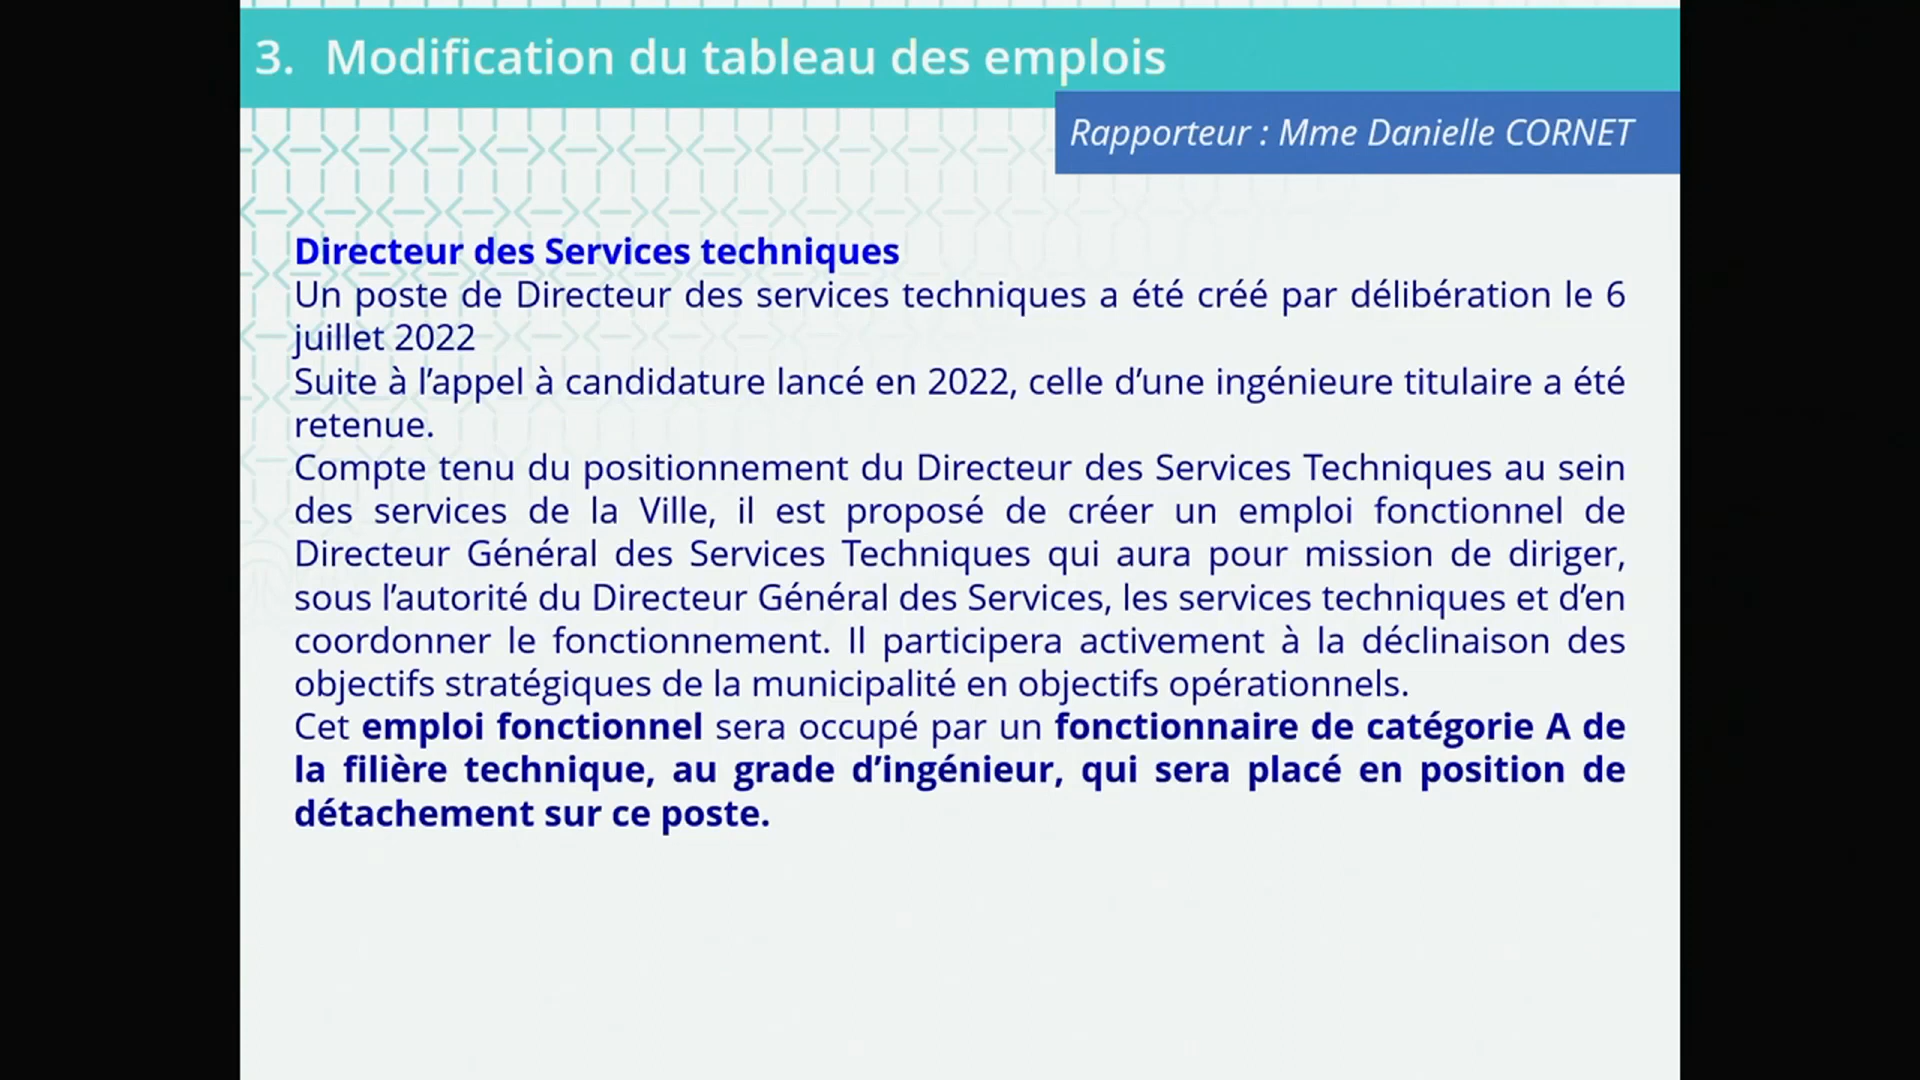 3. Modification du tableau des emplois
Rapporteur : Mme Danielle CORNET
Directeur des Services techniques
Un poste de Directeur des services techniques a été créé par délibération le 6
juillet 2022
Suite à l’appel à candidature lancé en 2022, celle d’une ingénieure titulaire a été
retenue.
Compte tenu du positionnement du Directeur des Services Techniques au sein
des services de la Ville, il est proposé de créer un emploi fonctionnel de
Directeur Général des Services Techniques qui aura pour mission de diriger,
sous l’autorité du Directeur Général des Services, les services techniques et d’en
coordonner le fonctionnement. Il participera activement à la déclinaison des
objectifs stratégiques de la municipalité en objectifs opérationnels.
Cet emploi fonctionnel sera occupé par un fonctionnaire de catégorie A de
la filière technique, au grade d’ingénieur, qui sera placé en position de
détachement sur ce poste.